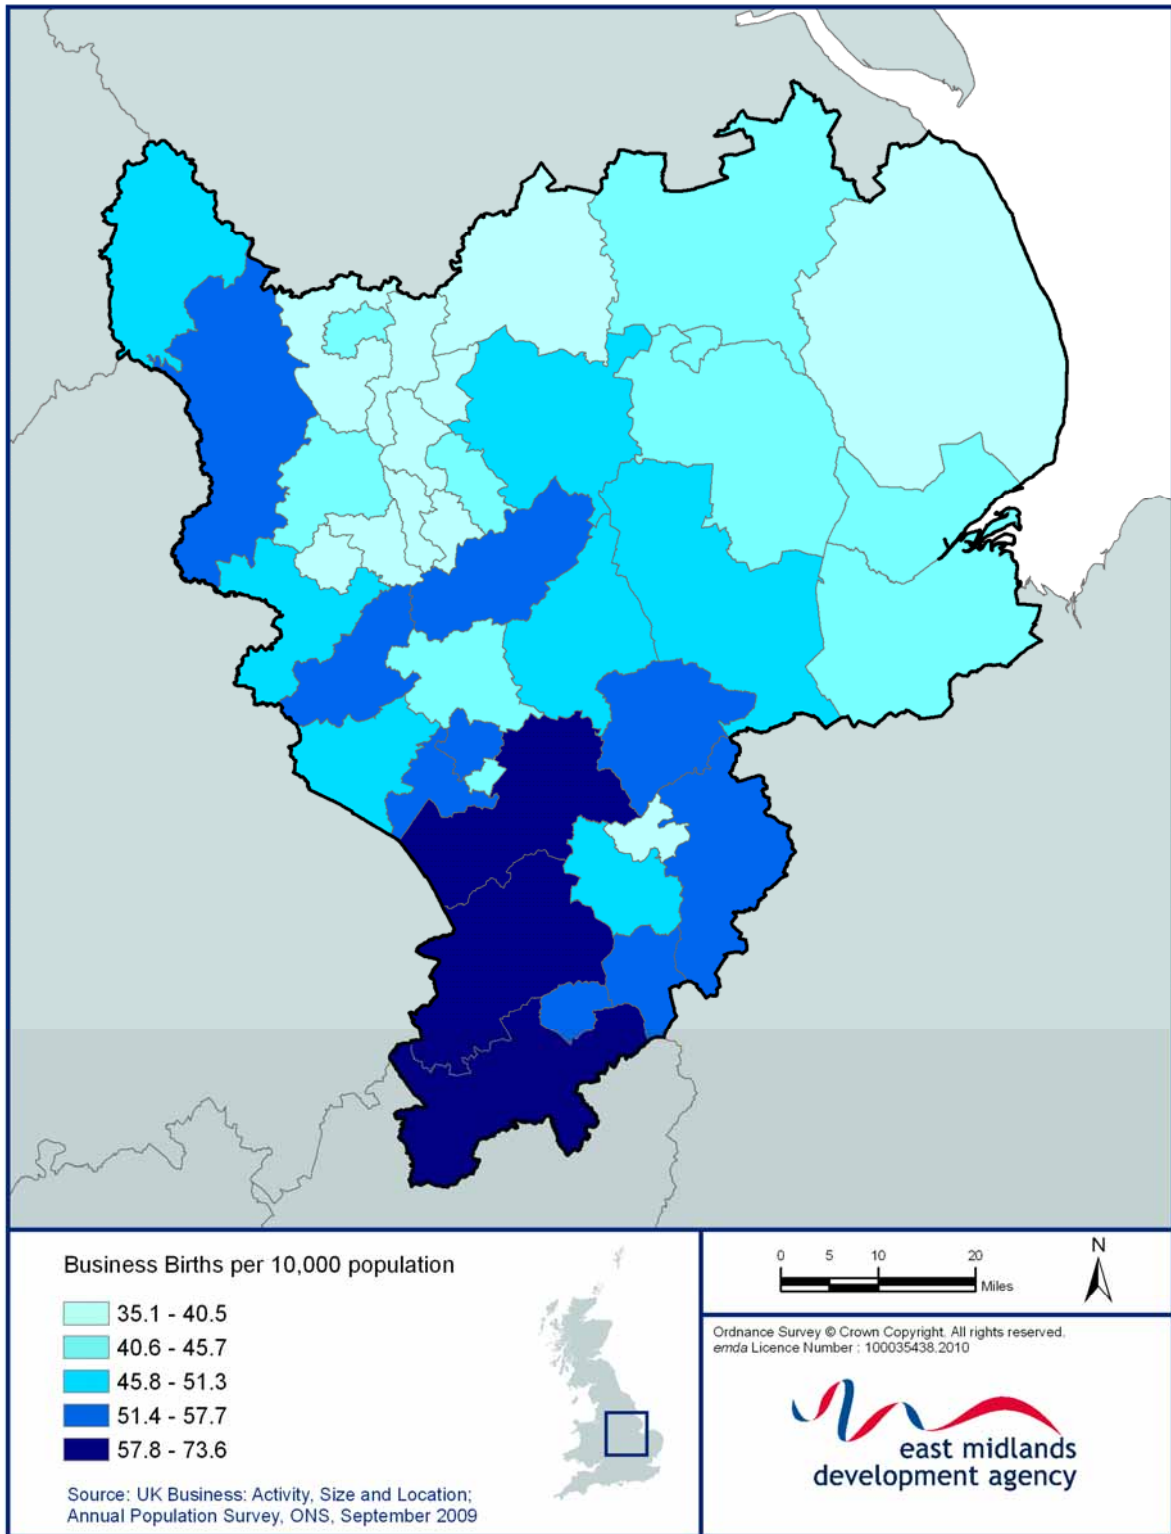 Business Births per 10,000 population
35.1 - 40.5
40.6 - 45.7
45.8 - 51.3
51.4 - 57.7
57.8 - 73.6
Source: UK Business: Activity, Size and Location;
Annual Population Survey, ONS, September 2009
0 5 10 20
Miles
N
Ordnance Survey © Crown Copyright. All rights reserved.
emda Licence Number : 100035438.2010
east midlands
development agency